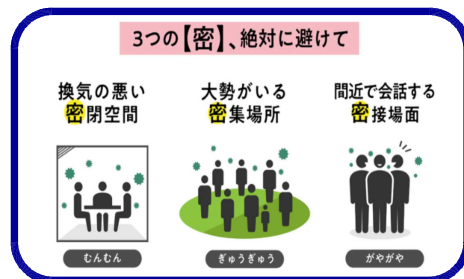 3つの【密】、絶対に避けて
換気の悪い
密閉空間
大勢がいる
密集場所
間近で会話する
密接場面
むんむん
ぎゅうぎゅう
がやがや